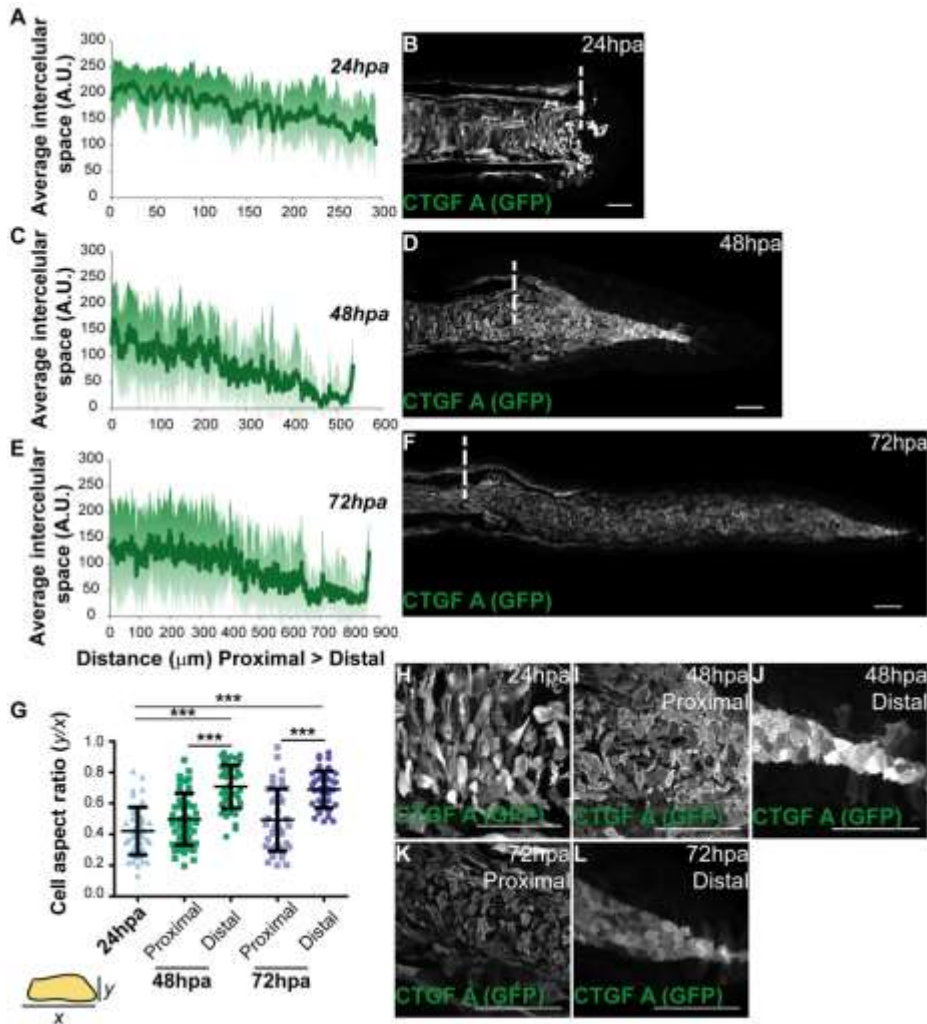 A
Average intercelular
space (A.U.)
300
250
200
150
100
50
0
24hpa
0 50 100 150 200 250 300
B
24hpa
CTGF A (GFP)
C
Average intercelular
space (A.U.)
300
250
200
150
100
50
0
48hpa
0 100 200 300 400 500 600
D
48hpa
CTGF A (GFP)
E
Average intercelular
space (A.U.)
300
250
200
150
100
50
0
72hpa
0 100 200 300 400 500 600 700 800 900
Distance (μm) Proximal > Distal
F
72hpa
CTGF A (GFP)
G
Cell aspect ratio (y/x)
1.0
0.8
0.6
0.4
0.2
0.0
***
***
*** ***
24hpa
Proximal
Distal
Proximal
Distal
48hpa 72hpa
y
x
H
24hpa
CTGF A (GFP)
I
48hpa
Proximal
CTGF A (GFP)
J
48hpa
Distal
CTGF A (GFP)
K
72hpa
Proximal
CTGF A (GFP)
L
72hpa
Distal
CTGF A (GFP)